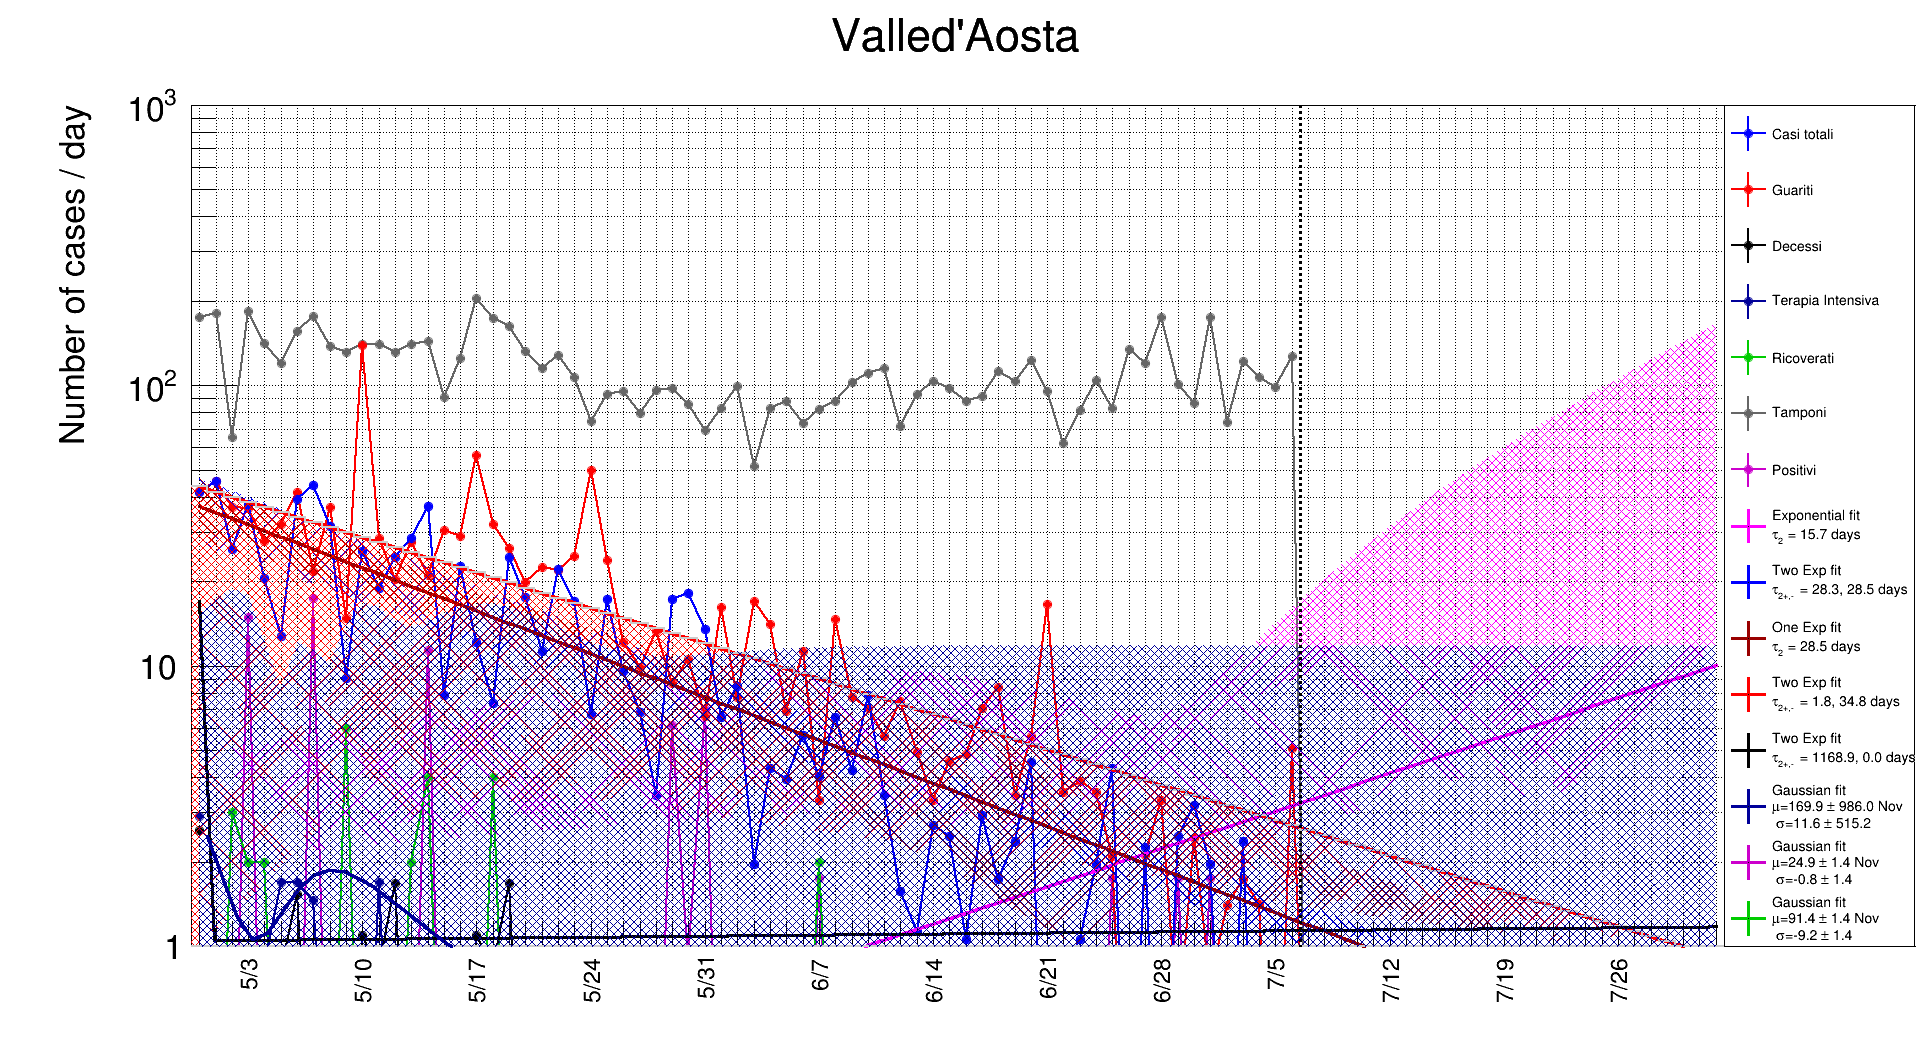 Valled'Aosta
Number of cases / day
10³
10²
10
1
5/3
5/10
5/17
5/24
5/31
6/7
6/14
6/21
6/28
7/5
7/12
7/19
7/26
Casi totali
Guariti
Decessi
Terapia Intensiva
Ricoverati
Tamponi
Positivi
Exponential fit
τ₂ = 15.7 days
Two Exp fit
τ₂₊,₋ = 28.3, 28.5 days
One Exp fit
τ₂ = 28.5 days
Two Exp fit
τ₂₊,₋ = 1.8, 34.8 days
Two Exp fit
τ₂₊,₋ = 1168.9, 0.0 days
Gaussian fit
μ=169.9 ± 986.0 Nov
σ=11.6 ± 515.2
Gaussian fit
μ=24.9 ± 1.4 Nov
σ=-0.8 ± 1.4
Gaussian fit
μ=91.4 ± 1.4 Nov
σ=-9.2 ± 1.4